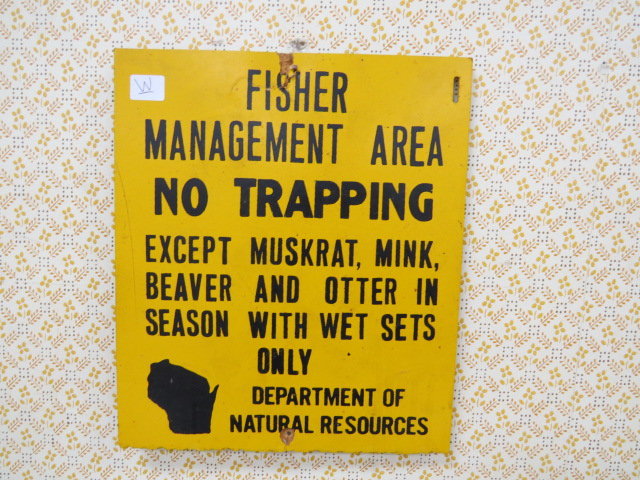 W
FISHER
MANAGEMENT AREA
NO TRAPPING
EXCEPT MUSKRAT, MINK,
BEAVER AND OTTER IN
SEASON WITH WET SETS
ONLY
DEPARTMENT OF
NATURAL RESOURCES